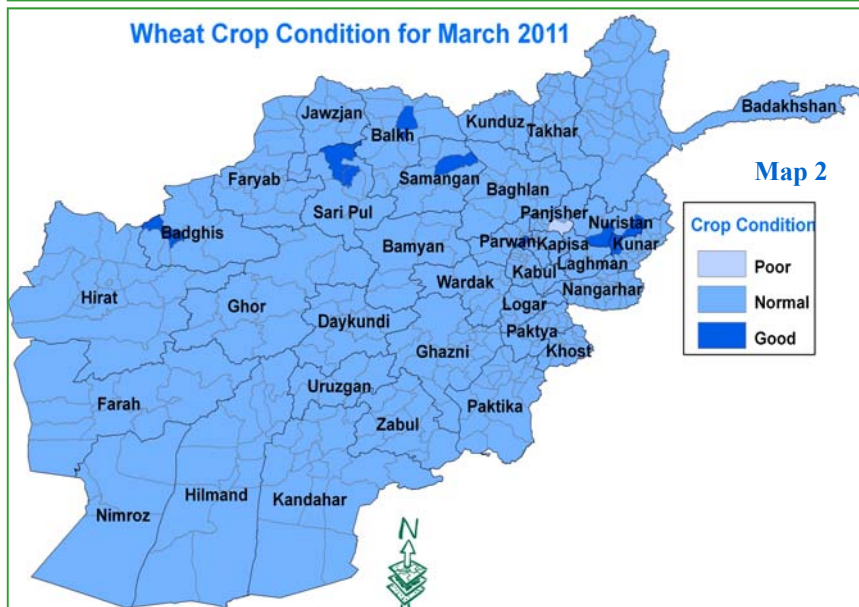 Wheat Crop Condition for March 2011
Badakhshan
Jawzjan
Balkh
Kunduz
Takhar
Map 2
Faryab
Samangan
Baghlan
Sari Pul
Panjsher
Nuristan
Badghis
Bamyan
Parwan
Kapisa
Kunar
Laghman
Kabul
Wardak
Nangarhar
Hirat
Ghor
Logar
Daykundi
Paktya
Ghazni
Khost
Farah
Uruzgan
Paktika
Zabul
Hilmand
Kandahar
Nimroz
Crop Condition
Poor
Normal
Good
N